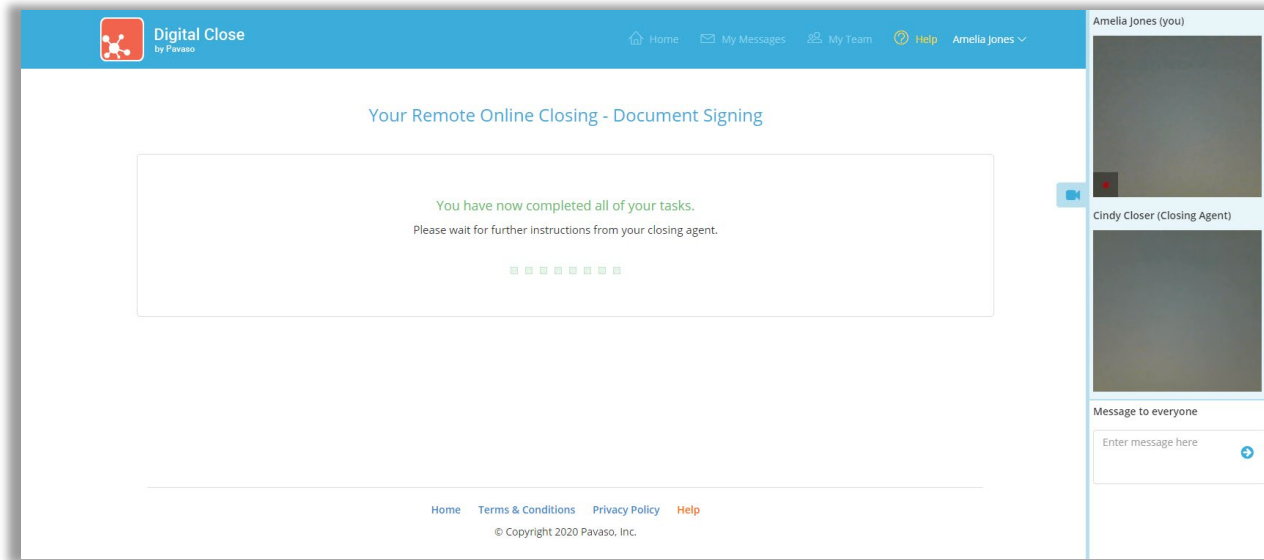 Digital Close
by Pavaso
Home My Messages My Team Help Amelia Jones
Your Remote Online Closing - Document Signing
You have now completed all of your tasks.
Please wait for further instructions from your closing agent.
Home Terms & Conditions Privacy Policy Help
© Copyright 2020 Pavaso, Inc.
Amelia Jones (you)
Cindy Closer (Closing Agent)
Message to everyone
Enter message here